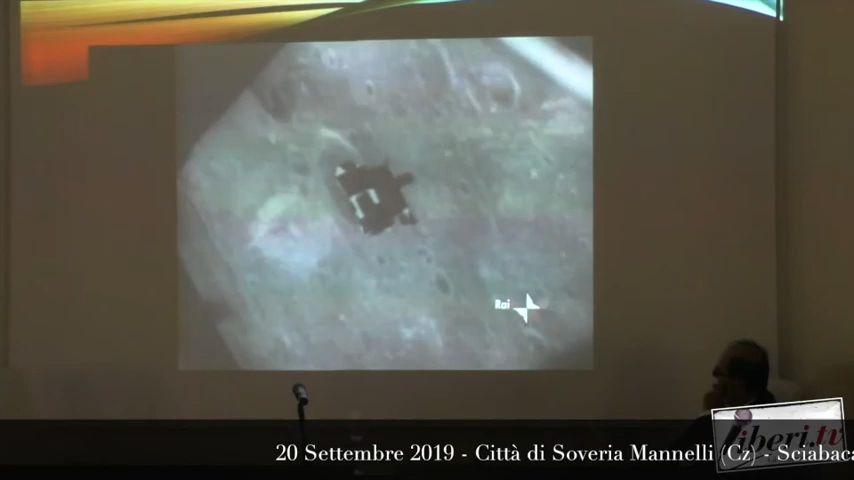 Rai
liberi.tv
20 Settembre 2019 - Città di Soveria Mannelli (Cz) - Sciabaca